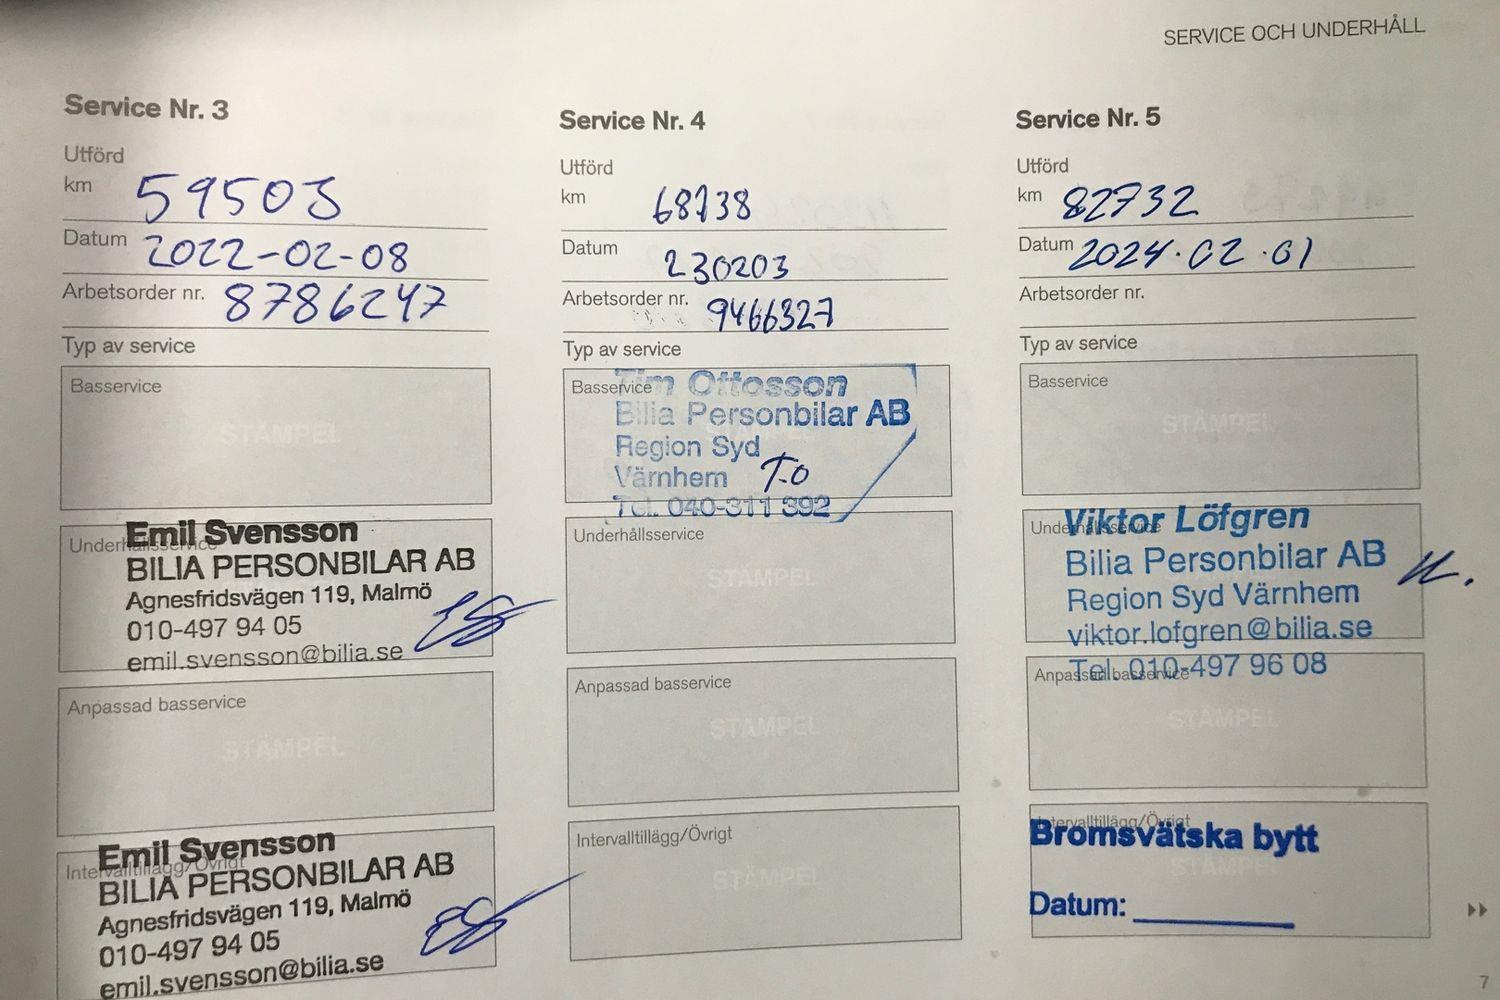 SERVICE OCH UNDERHÅLL
Service Nr. 3
Utförd
km 59503
Datum 2022-02-08
Arbetsorder nr. 8786247
Typ av service
Basservice
STÄMPEL
Underhållsservice
Emil Svensson
BILIA PERSONBILAR AB
Agnesfridsvägen 119, Malmö
010-497 94 05
emil.svensson@bilia.se
Anpassad basservice
STÄMPEL
Intervalltillägg/Övrigt
Emil Svensson
BILIA PERSONBILAR AB
Agnesfridsvägen 119, Malmö
010-497 94 05
emil.svensson@bilia.se
Service Nr. 4
Utförd
km 68738
Datum 230203
Arbetsorder nr. 9466327
Typ av service
Basservice
Tim Ottosson
Bilia Personbilar AB
Region Syd
Värnhem T.O
Tel. 040-311 392
Underhållsservice
STÄMPEL
Anpassad basservice
STÄMPEL
Intervalltillägg/Övrigt
STÄMPEL
Service Nr. 5
Utförd
km 82732
Datum 2024.02.01
Arbetsorder nr.
Typ av service
Basservice
STÄMPEL
Underhållsservice
Viktor Löfgren
Bilia Personbilar AB
Region Syd Värnhem
viktor.lofgren@bilia.se
Tel. 010-497 96 08
Anpassad basservice
STÄMPEL
Intervalltillägg/Övrigt
Bromsvätska bytt
STÄMPEL
Datum:
7